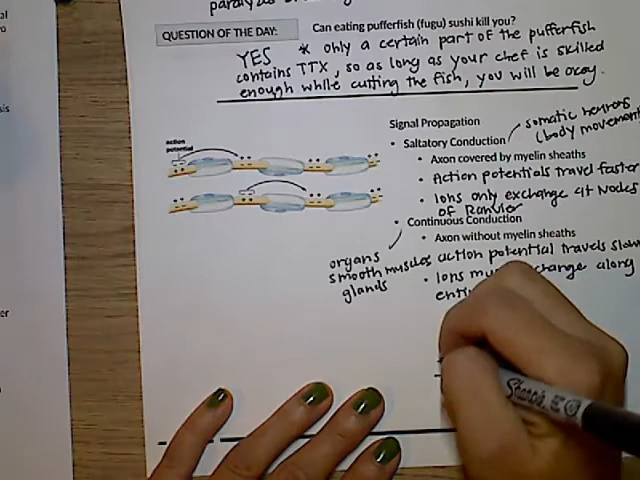 QUESTION OF THE DAY: Can eating pufferfish (fugu) sushi kill you?
YES * only a certain part of the pufferfish
contains TTX, so as long as your chef is skilled
enough while cutting the fish, you will be okay.
Signal Propagation
• Saltatory Conduction
somatic neurons
(body movement
• Axon covered by myelin sheaths
• Action potentials travel faster
• Ions only exchange at Nodes
of Ranvier
• Continuous Conduction
• Axon without myelin sheaths
• action potential travels slow
• Ions change along
organs
smooth muscles
glands
action
potential
Sharpie